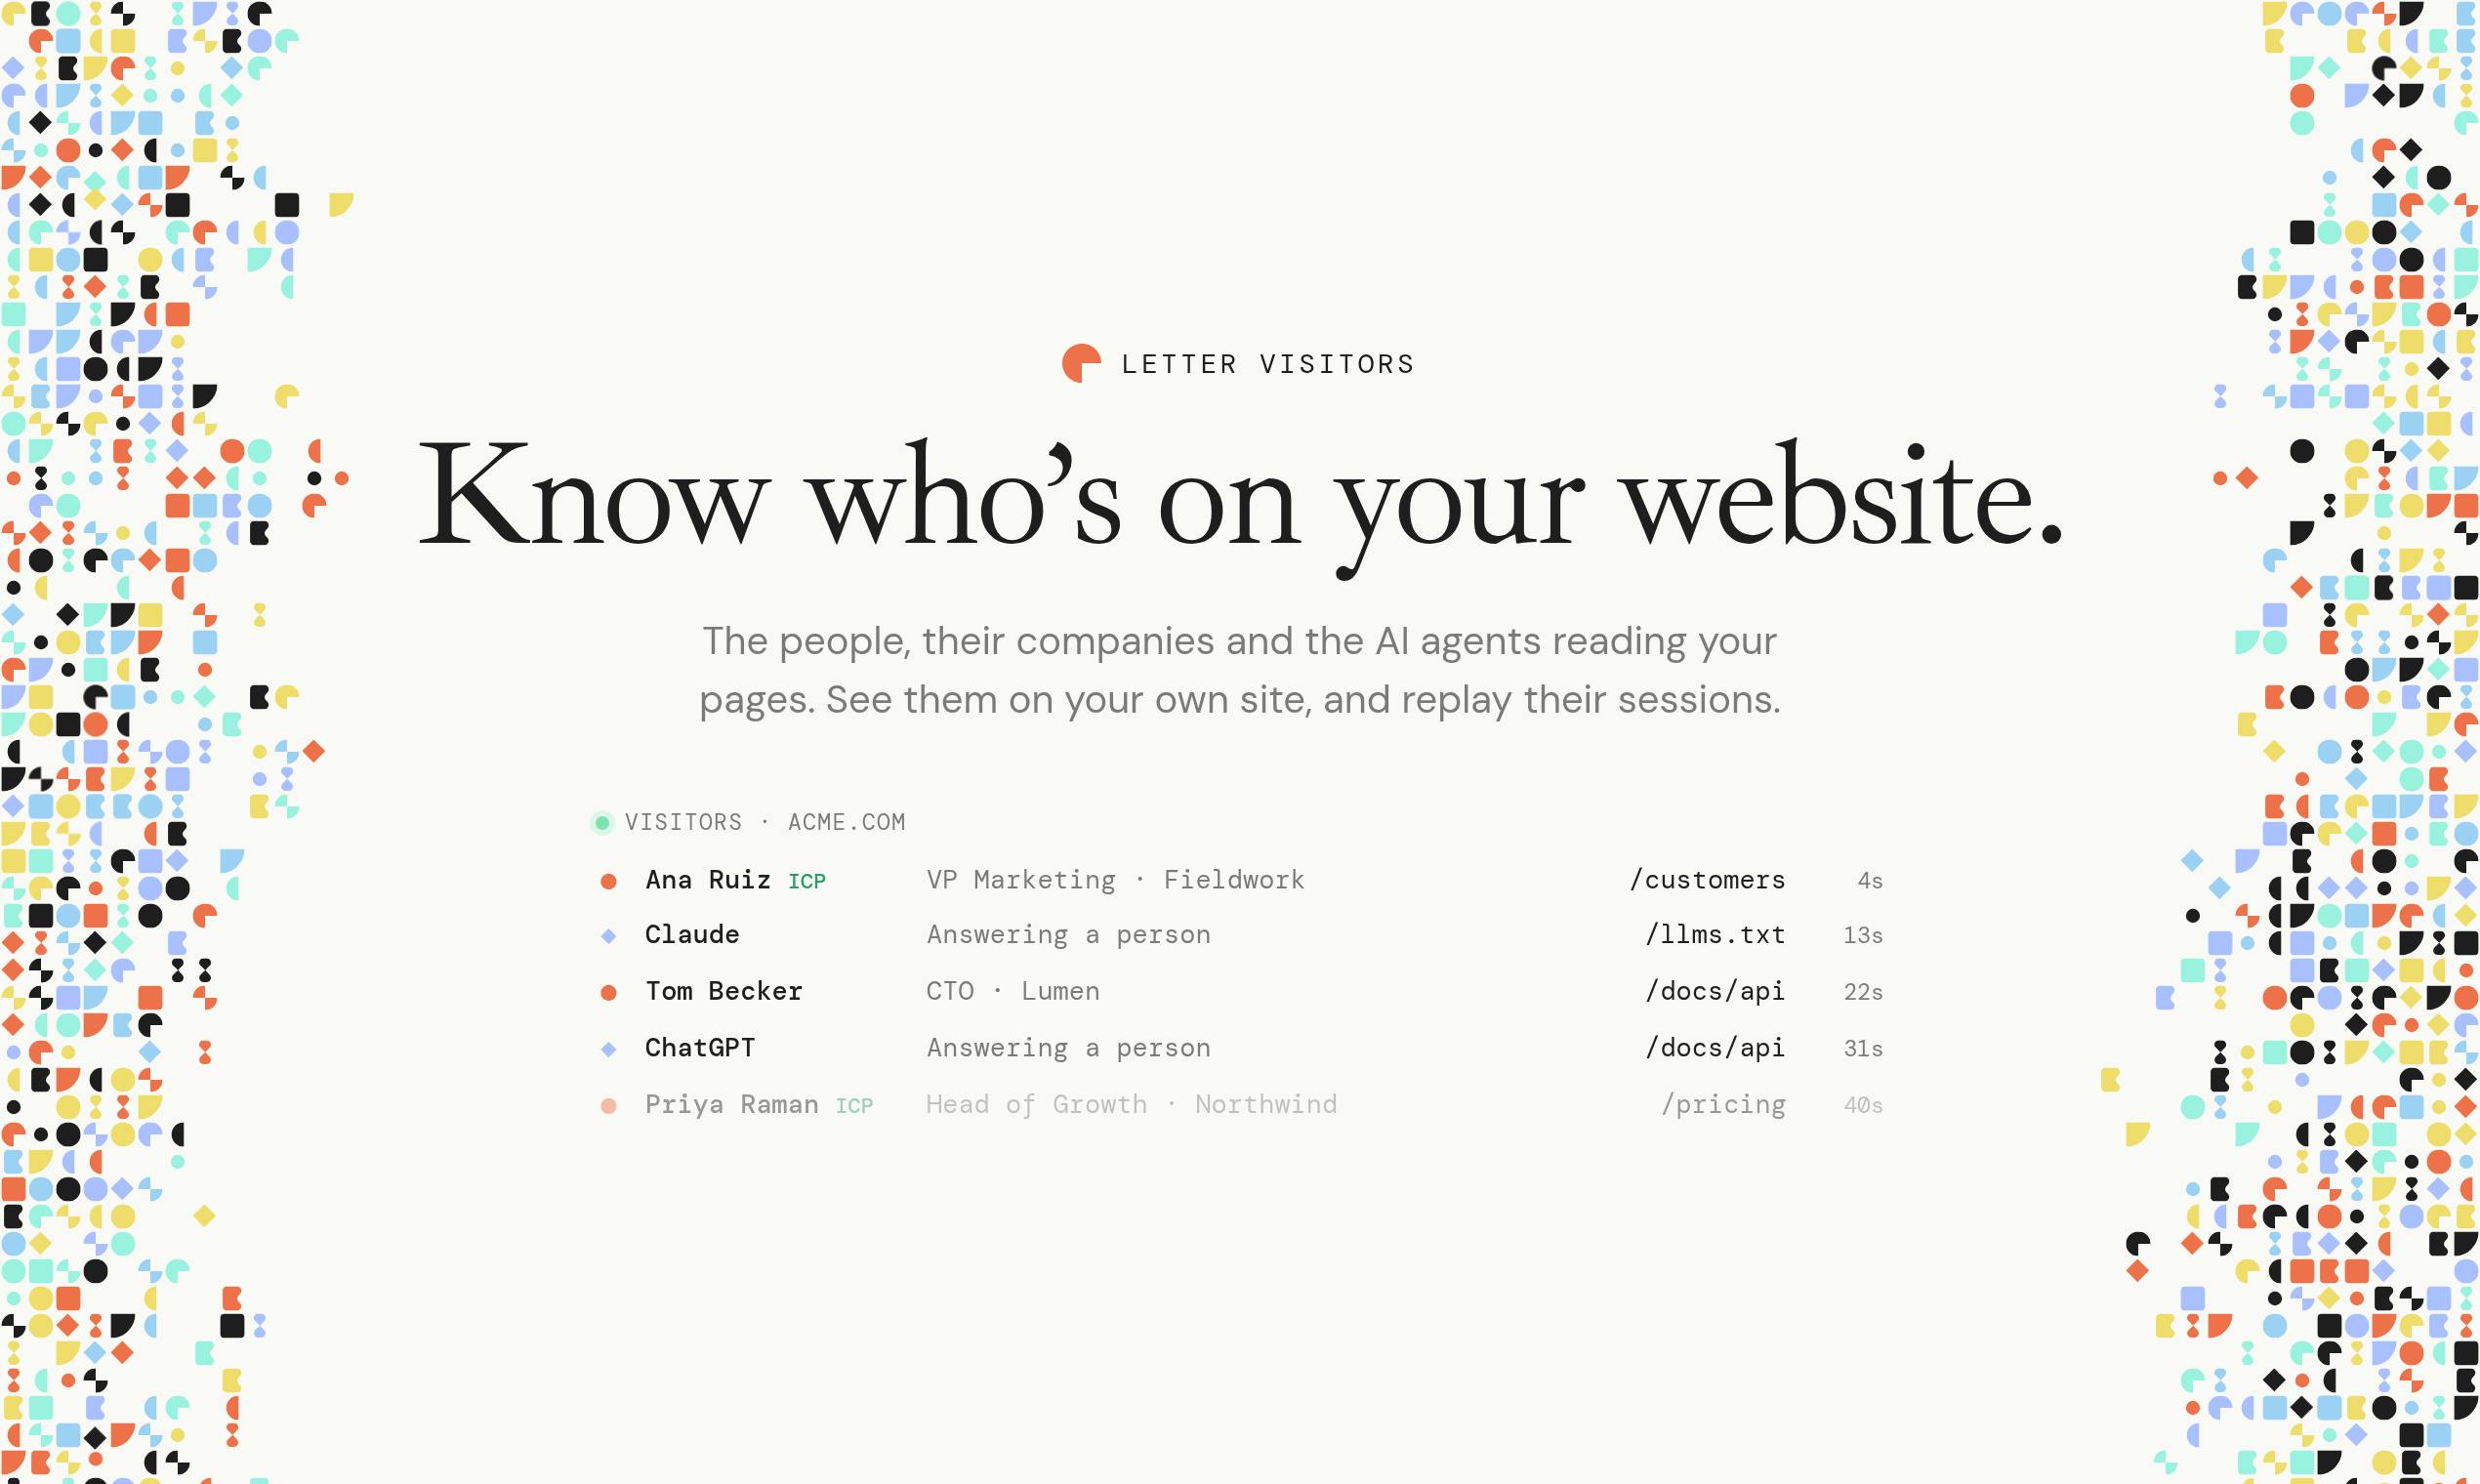 LETTER VISITORS
Know who’s on your website.
The people, their companies and the AI agents reading your
pages. See them on your own site, and replay their sessions.
VISITORS · ACME.COM
Ana Ruiz ICP VP Marketing · Fieldwork /customers 4s
Claude Answering a person /llms.txt 13s
Tom Becker CTO · Lumen /docs/api 22s
ChatGPT Answering a person /docs/api 31s
Priya Raman ICP Head of Growth · Northwind /pricing 40s